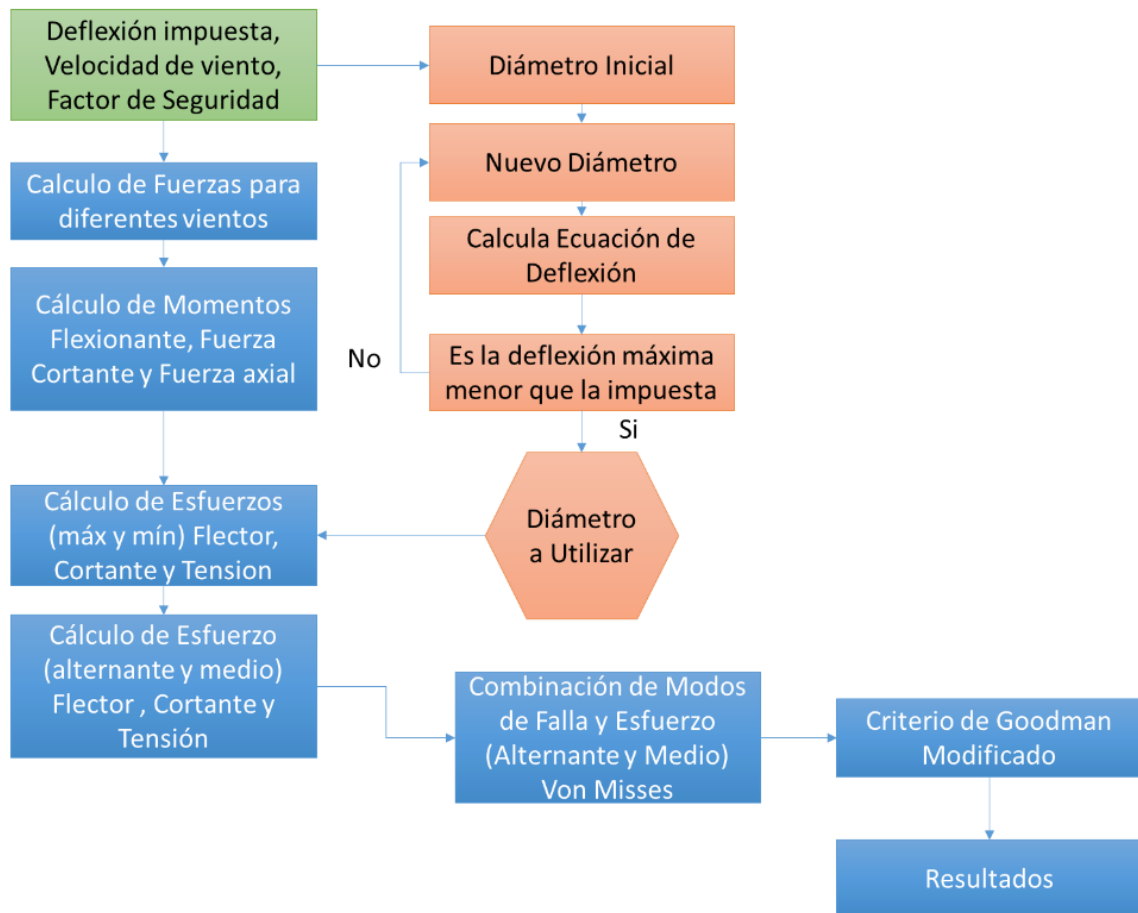 Deflexión impuesta,
Velocidad de viento,
Factor de Seguridad
Diámetro Inicial
Nuevo Diámetro
Calculo de Fuerzas para
diferentes vientos
Calcula Ecuación de
Deflexión
Cálculo de Momentos
Flexionante, Fuerza
Cortante y Fuerza axial
No
Es la deflexión máxima
menor que la impuesta
Si
Diámetro
a Utilizar
Cálculo de Esfuerzos
(máx y mín) Flector,
Cortante y Tension
Cálculo de Esfuerzo
(alternante y medio)
Flector , Cortante y
Tensión
Combinación de Modos
de Falla y Esfuerzo
(Alternante y Medio)
Von Misses
Criterio de Goodman
Modificado
Resultados